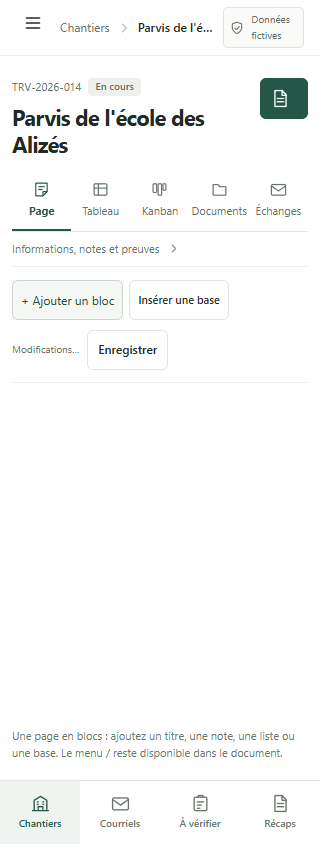 Chantiers > Parvis de l'é...
Données
fictives
TRV-2026-014 En cours
Parvis de l'école des
Alizés
Page Tableau Kanban Documents Échanges
Informations, notes et preuves >
+ Ajouter un bloc Insérer une base
Modifications... Enregistrer
Une page en blocs : ajoutez un titre, une note, une liste ou
une base. Le menu / reste disponible dans le document.
Chantiers Courriels À vérifier Récaps